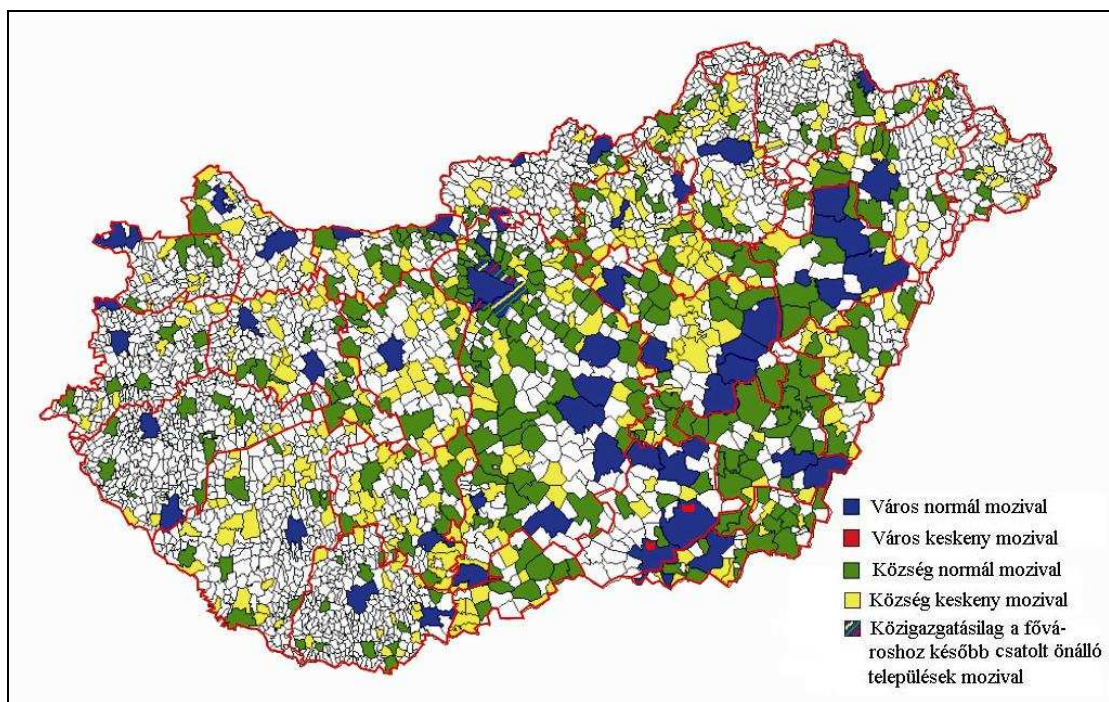 Város normál mozival
Város keskeny mozival
Község normál mozival
Község keskeny mozival
Közigazgatásilag a fővá-
roshoz később csatolt önálló
települések mozival